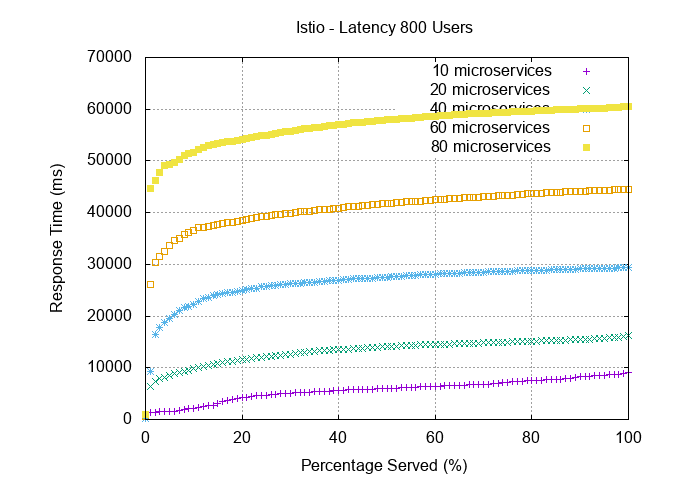 Istio - Latency 800 Users
70000
60000
50000
40000
30000
20000
10000
0
Response Time (ms)
10 microservices
20 microservices
40 microservices
60 microservices
80 microservices
0 20 40 60 80 100
Percentage Served (%)